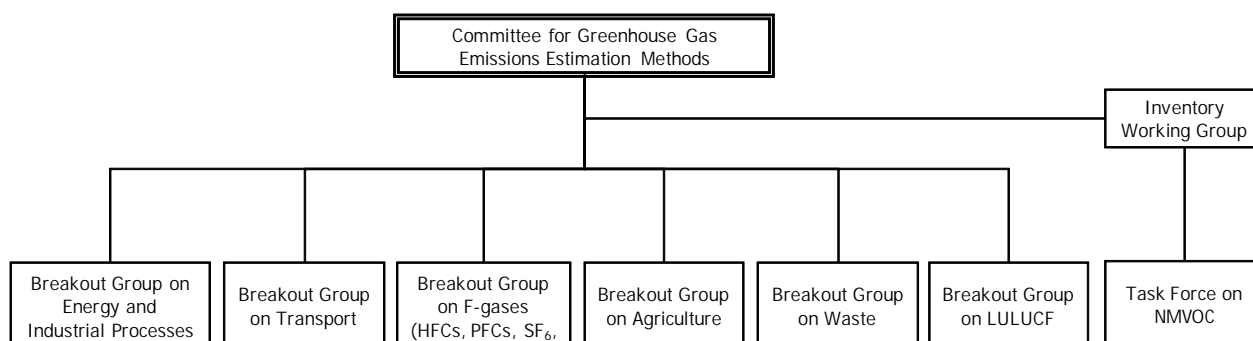 Committee for Greenhouse Gas
Emissions Estimation Methods
Inventory
Working Group
Breakout Group on
Energy and
Industrial Processes
Breakout Group
on Transport
Breakout Group
on F-gases
(HFCs, PFCs, SF₆,
Breakout Group
on Agriculture
Breakout Group
on Waste
Breakout Group
on LULUCF
Task Force on
NMVOC